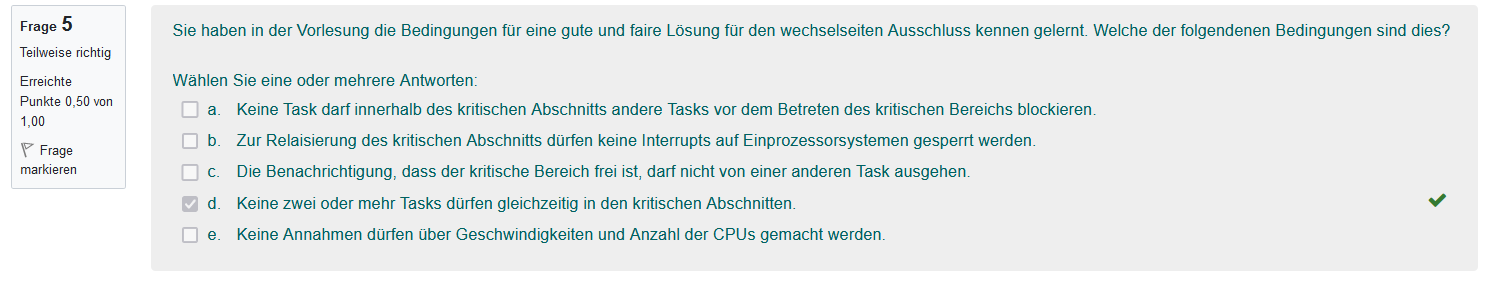 Frage 5
Teilweise richtig
Erreichte
Punkte 0,50 von
1,00
Frage
markieren
Sie haben in der Vorlesung die Bedingungen für eine gute und faire Lösung für den wechselseiten Ausschluss kennen gelernt. Welche der folgendenen Bedingungen sind dies?
Wählen Sie eine oder mehrere Antworten:
a. Keine Task darf innerhalb des kritischen Abschnitts andere Tasks vor dem Betreten des kritischen Bereichs blockieren.
b. Zur Relaisierung des kritischen Abschnitts dürfen keine Interrupts auf Einprozessorsystemen gesperrt werden.
c. Die Benachrichtigung, dass der kritische Bereich frei ist, darf nicht von einer anderen Task ausgehen.
d. Keine zwei oder mehr Tasks dürfen gleichzeitig in den kritischen Abschnitten.
e. Keine Annahmen dürfen über Geschwindigkeiten und Anzahl der CPUs gemacht werden.